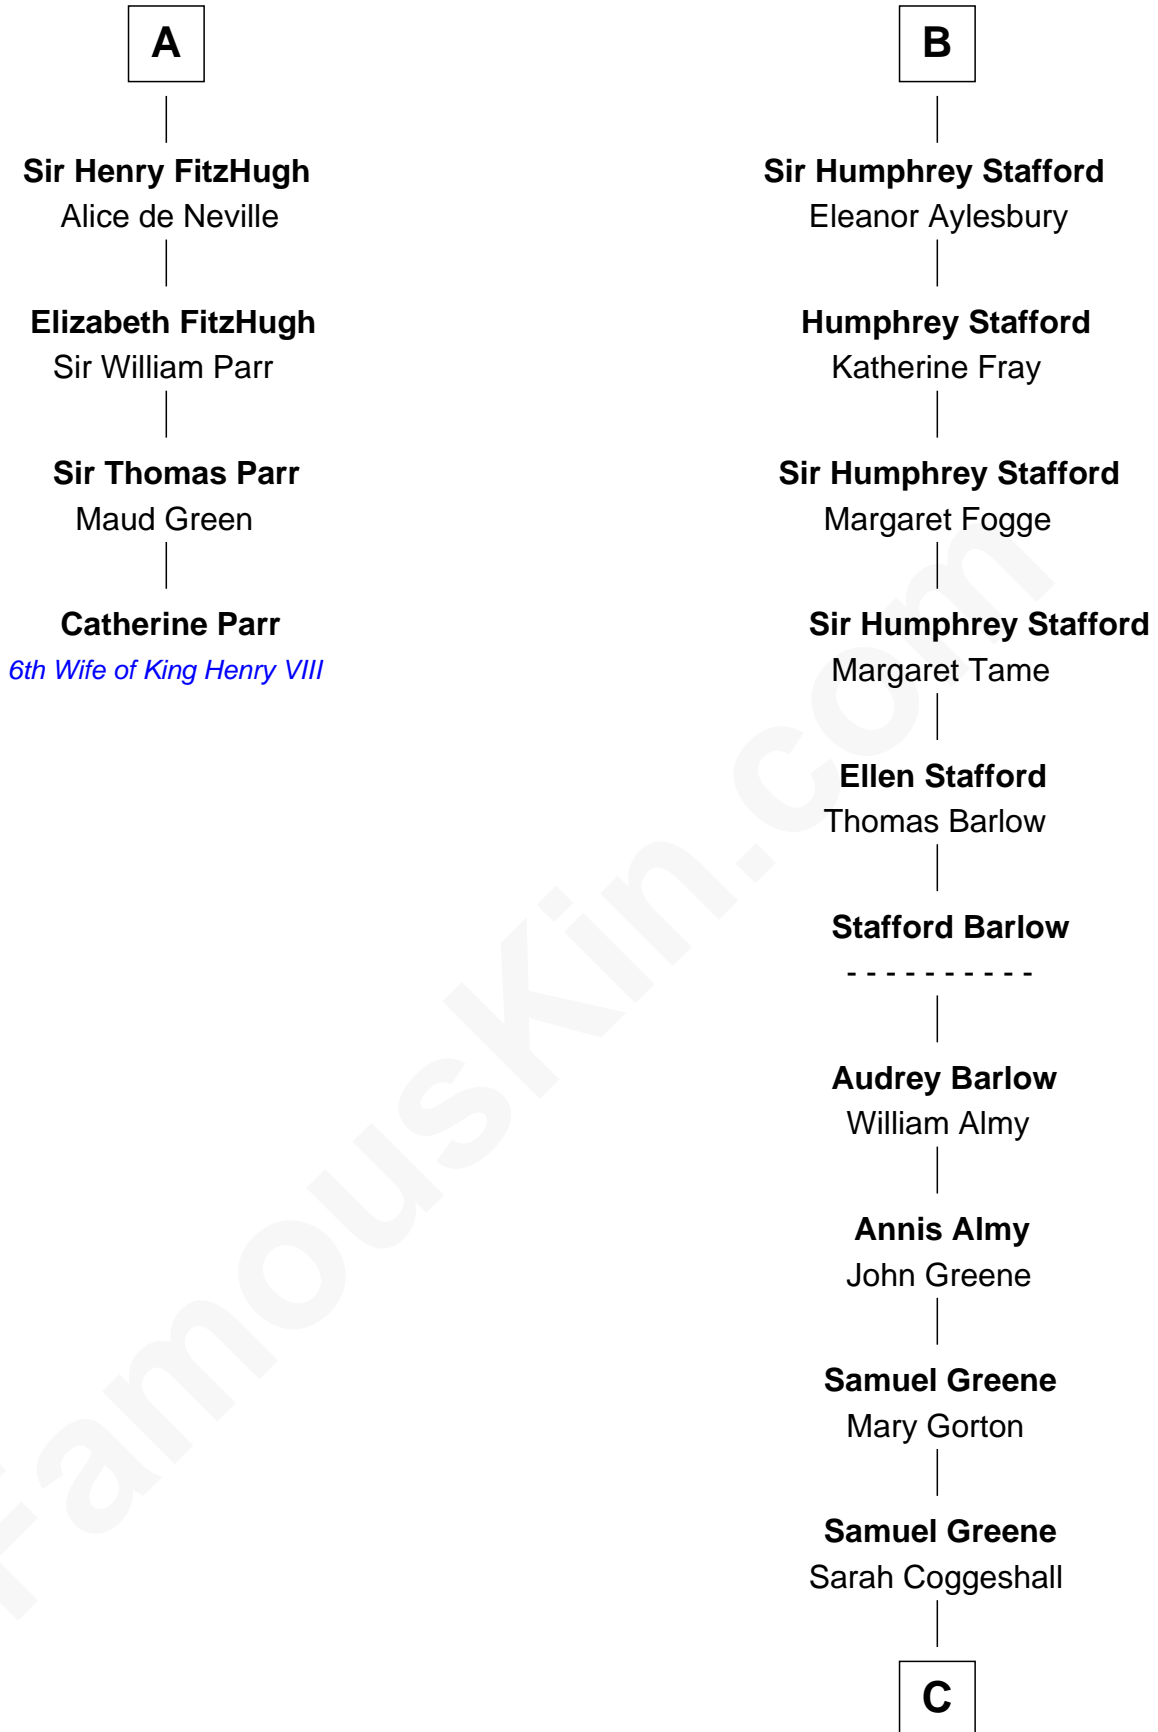 A
Sir Henry FitzHugh
Alice de Neville
Elizabeth FitzHugh
Sir William Parr
Sir Thomas Parr
Maud Green
Catherine Parr
6th Wife of King Henry VIII
B
Sir Humphrey Stafford
Eleanor Aylesbury
Humphrey Stafford
Katherine Fray
Sir Humphrey Stafford
Margaret Fogge
Sir Humphrey Stafford
Margaret Tame
Ellen Stafford
Thomas Barlow
Stafford Barlow
- - - - - - - - - -
Audrey Barlow
William Almy
Annis Almy
John Greene
Samuel Greene
Mary Gorton
Samuel Greene
Sarah Coggeshall
C
FamousKin.com